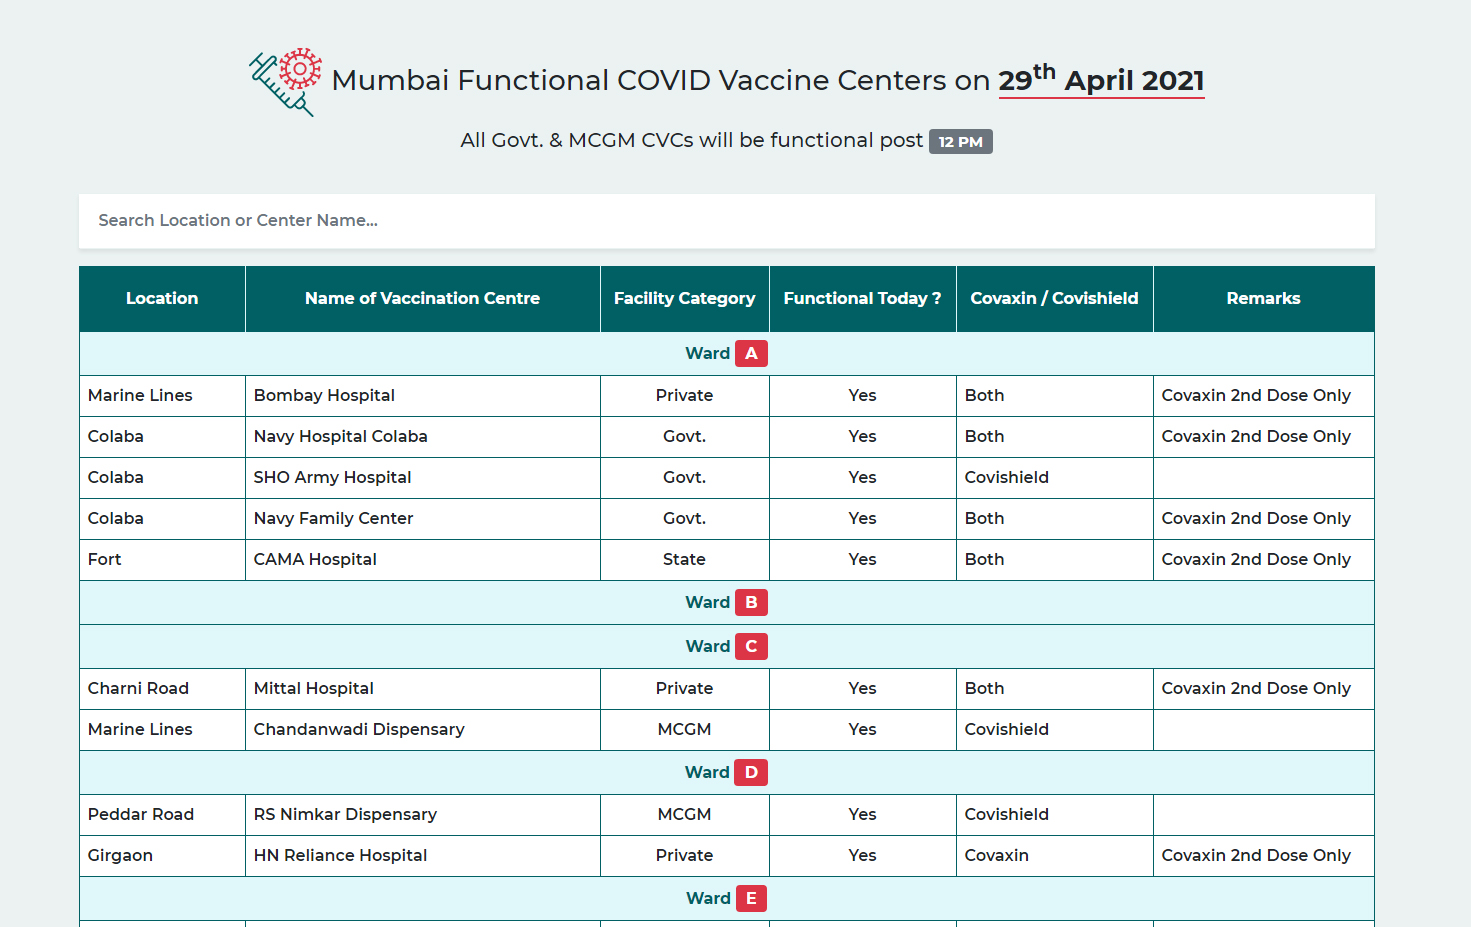 Mumbai Functional COVID Vaccine Centers on 29th April 2021
All Govt. & MCGM CVCs will be functional post 12 PM
Search Location or Center Name...
Location Name of Vaccination Centre Facility Category Functional Today ? Covaxin / Covishield Remarks
Ward A
Marine Lines Bombay Hospital Private Yes Both Covaxin 2nd Dose Only
Colaba Navy Hospital Colaba Govt. Yes Both Covaxin 2nd Dose Only
Colaba SHO Army Hospital Govt. Yes Covishield
Colaba Navy Family Center Govt. Yes Both Covaxin 2nd Dose Only
Fort CAMA Hospital State Yes Both Covaxin 2nd Dose Only
Ward B
Ward C
Charni Road Mittal Hospital Private Yes Both Covaxin 2nd Dose Only
Marine Lines Chandanwadi Dispensary MCGM Yes Covishield
Ward D
Peddar Road RS Nimkar Dispensary MCGM Yes Covishield
Girgaon HN Reliance Hospital Private Yes Covaxin Covaxin 2nd Dose Only
Ward E